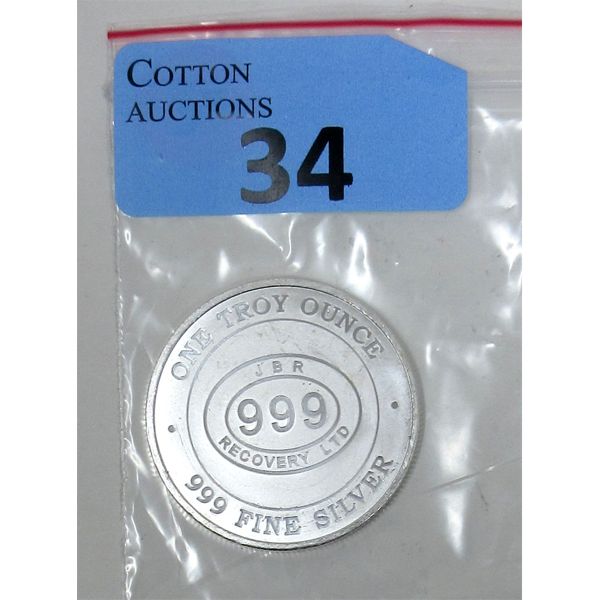 COTTON
AUCTIONS
34
ONE TROY OUNCE
JBR
999
RECOVERY LTD
999 FINE SILVER